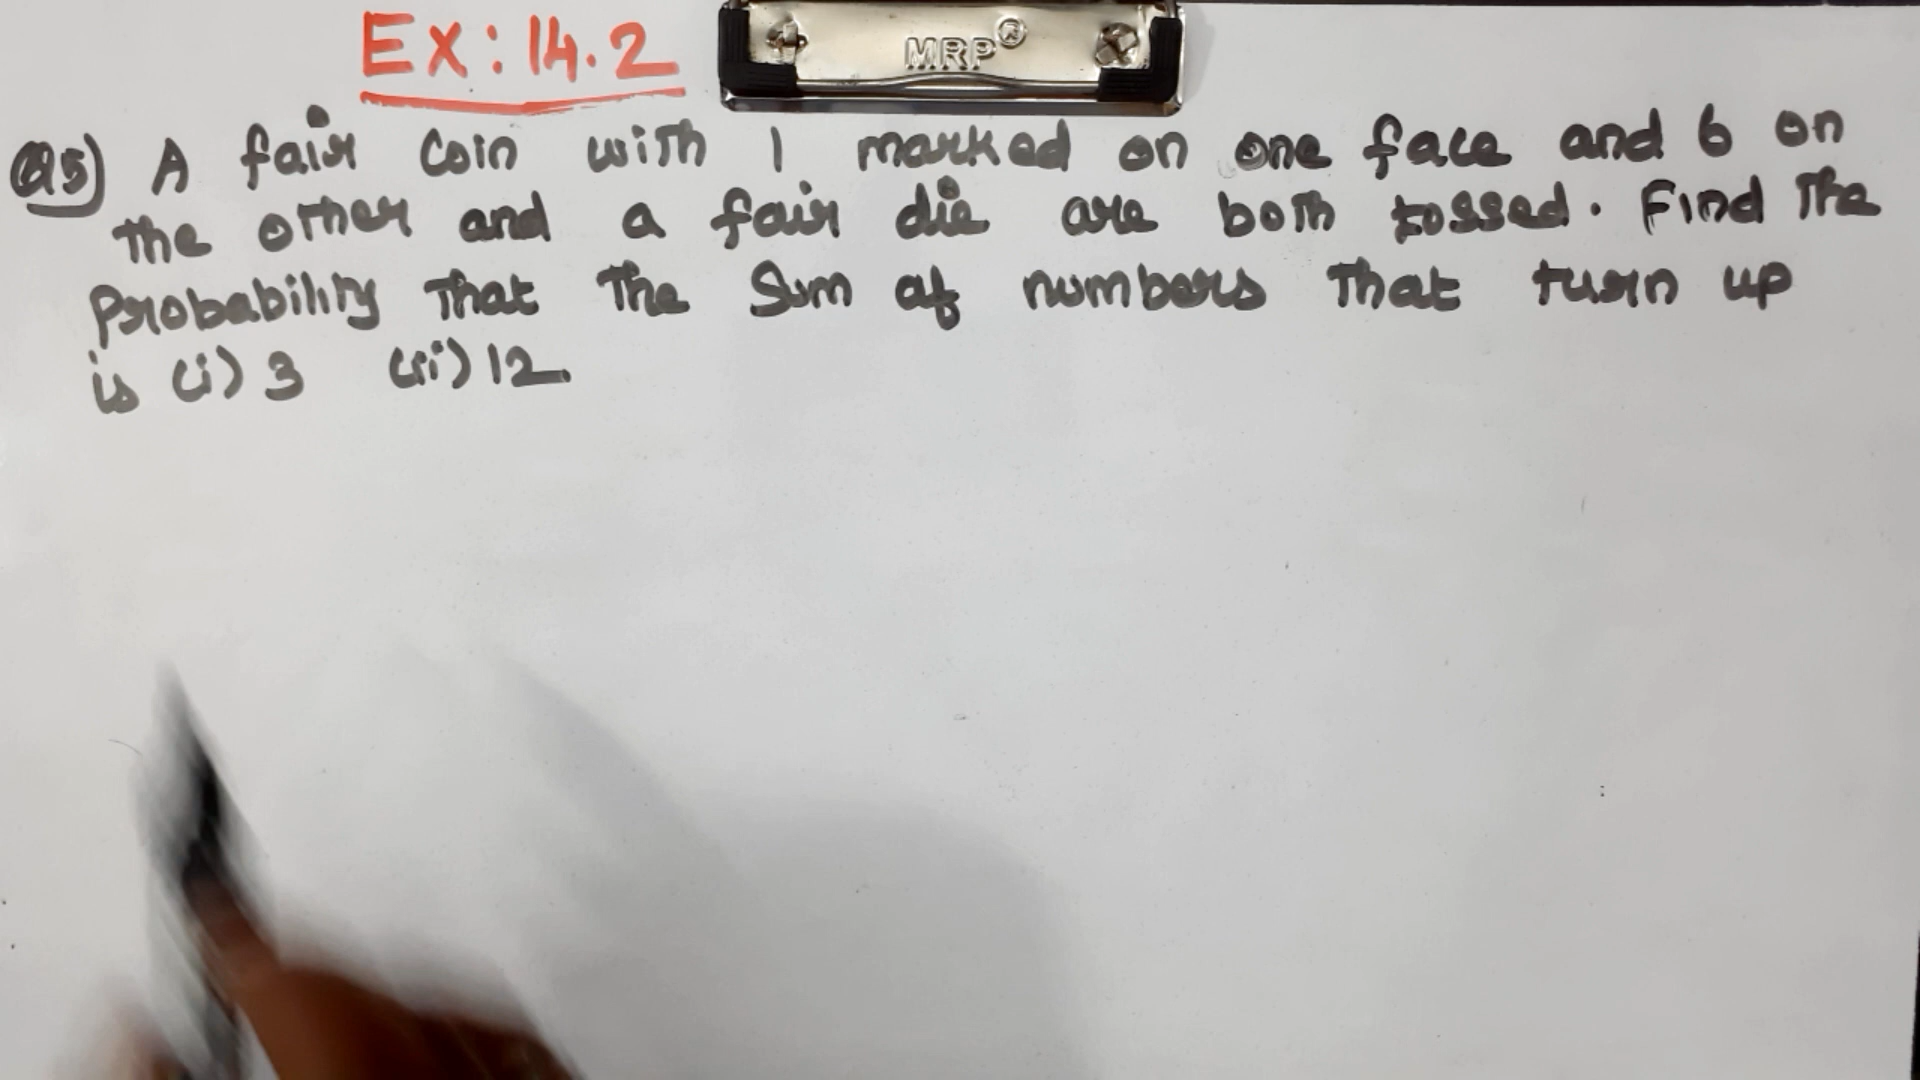 EX: 14.2
MRP®
Q5) A fair coin with 1 marked on one face and 6 on
the other and a fair die are both tossed. Find the
Probability that the sum of numbers that turn up
is (i) 3 (ii) 12.